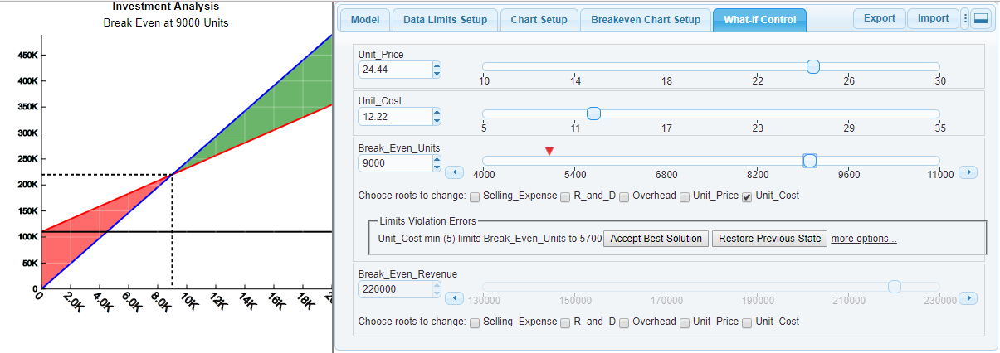 Investment Analysis
Break Even at 9000 Units
450K
400K
350K
300K
250K
200K
150K
100K
50K
0
0 2.0K 4.0K 6.0K 8.0K 10K 12K 14K 16K 18K
Model Data Limits Setup Chart Setup Breakeven Chart Setup What-If Control Export Import
Unit_Price
24.44
10 14 18 22 26 30
Unit_Cost
12.22
5 11 17 23 29 35
Break_Even_Units
9000
4000 5400 6800 8200 9600 11000
Choose roots to change: Selling_Expense R_and_D Overhead Unit_Price Unit_Cost
Limits Violation Errors
Unit_Cost min (5) limits Break_Even_Units to 5700 Accept Best Solution Restore Previous State more options...
Break_Even_Revenue
220000
130000 150000 170000 190000 210000 230000
Choose roots to change: Selling_Expense R_and_D Overhead Unit_Price Unit_Cost